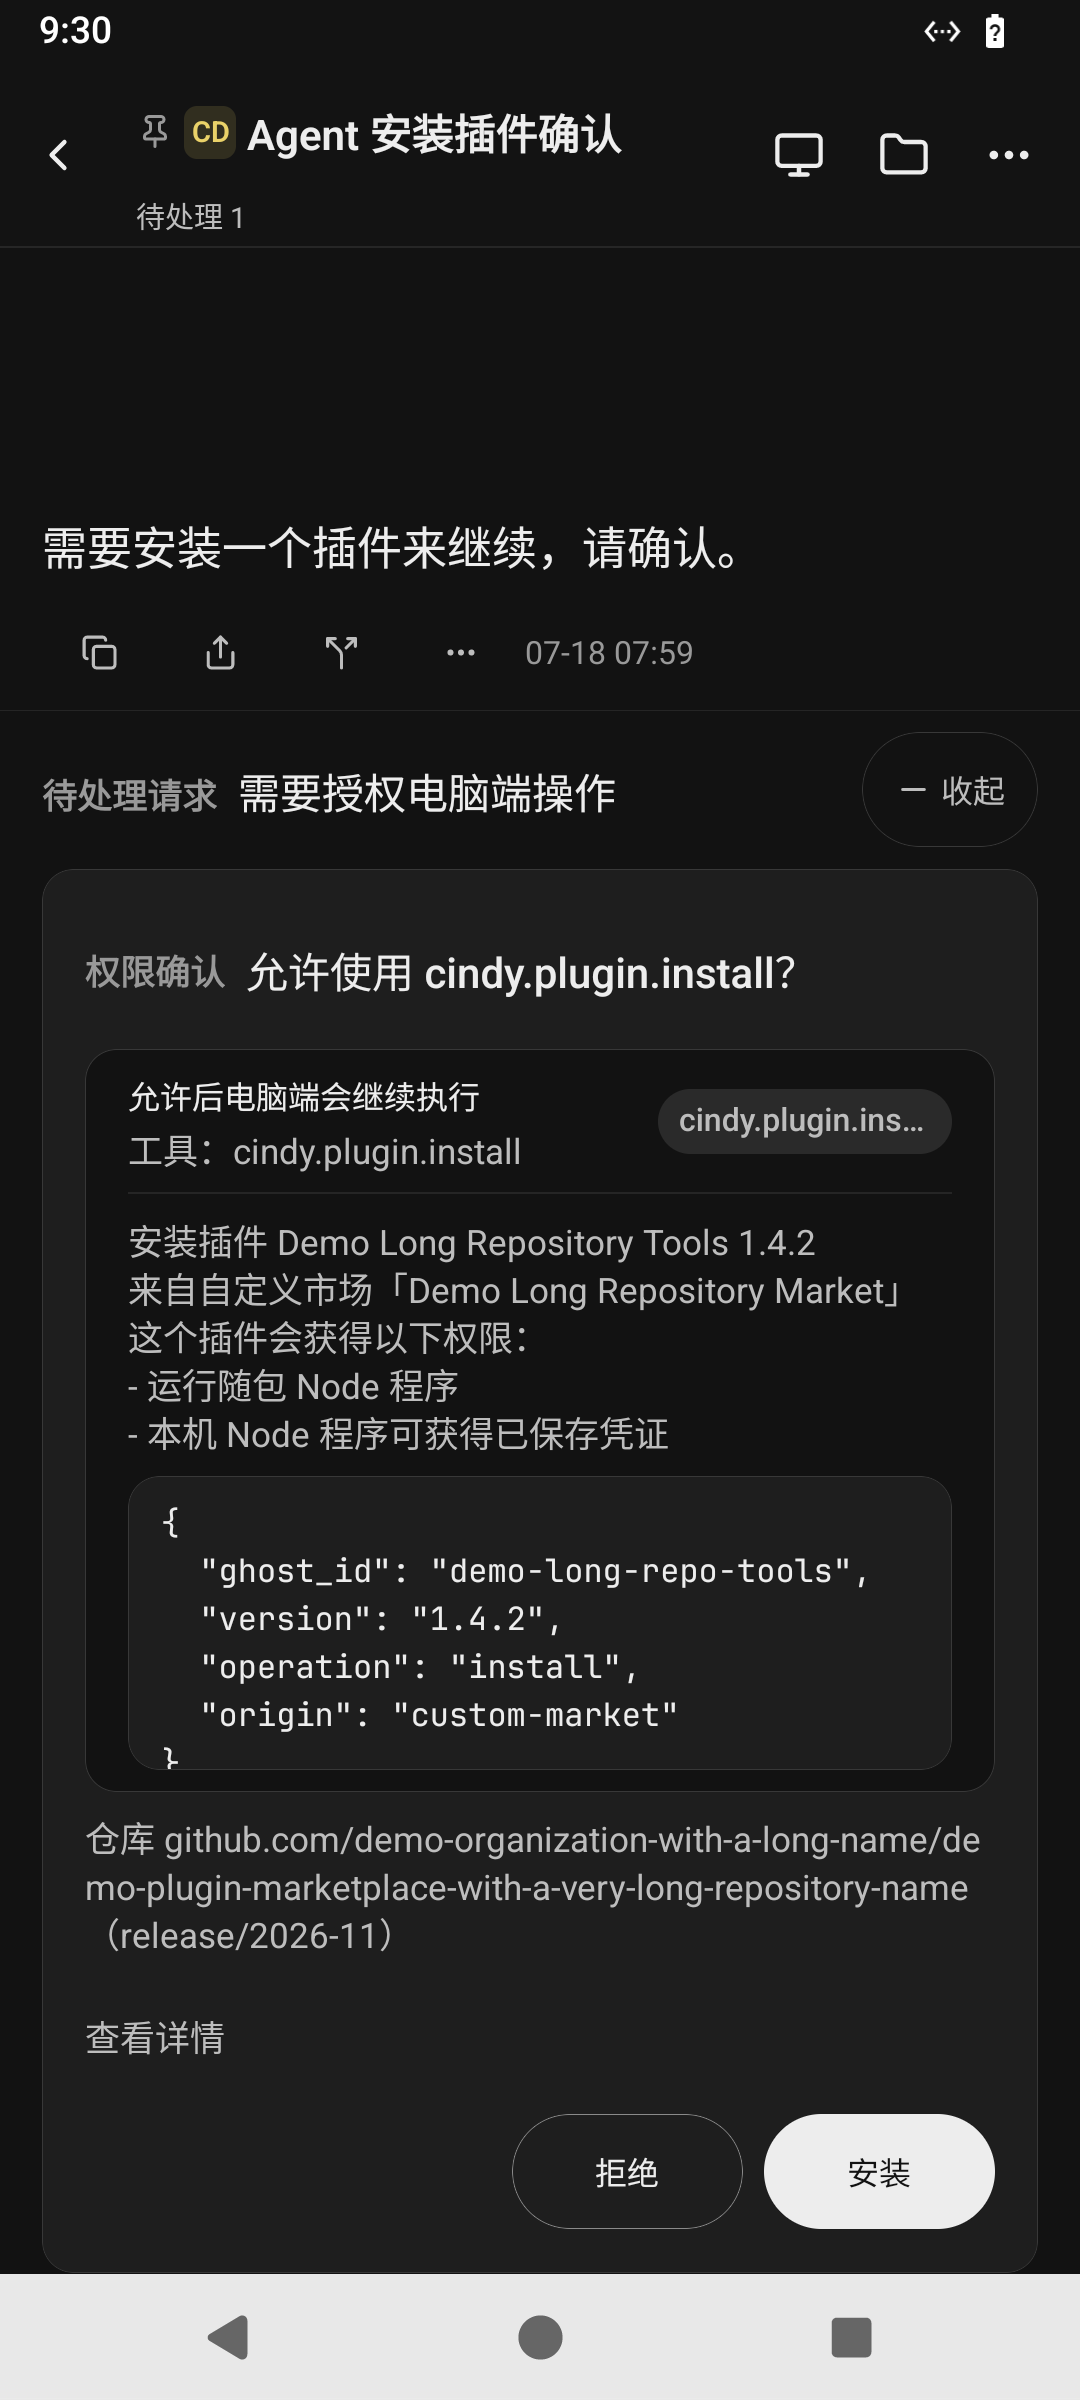 9:30
CD Agent 安装插件确认
待处理 1
需要安装一个插件来继续，请确认。
07-18 07:59
待处理请求 需要授权电脑端操作
收起
权限确认 允许使用 cindy.plugin.install？
允许后电脑端会继续执行
工具：cindy.plugin.install
cindy.plugin.ins...
安装插件 Demo Long Repository Tools 1.4.2
来自自定义市场「Demo Long Repository Market」
这个插件会获得以下权限：
- 运行随包 Node 程序
- 本机 Node 程序可获得已保存凭证
{
"ghost_id": "demo-long-repo-tools",
"version": "1.4.2",
"operation": "install",
"origin": "custom-market"
}
仓库 github.com/demo-organization-with-a-long-name/de
mo-plugin-marketplace-with-a-very-long-repository-name
（release/2026-11）
查看详情
拒绝
安装